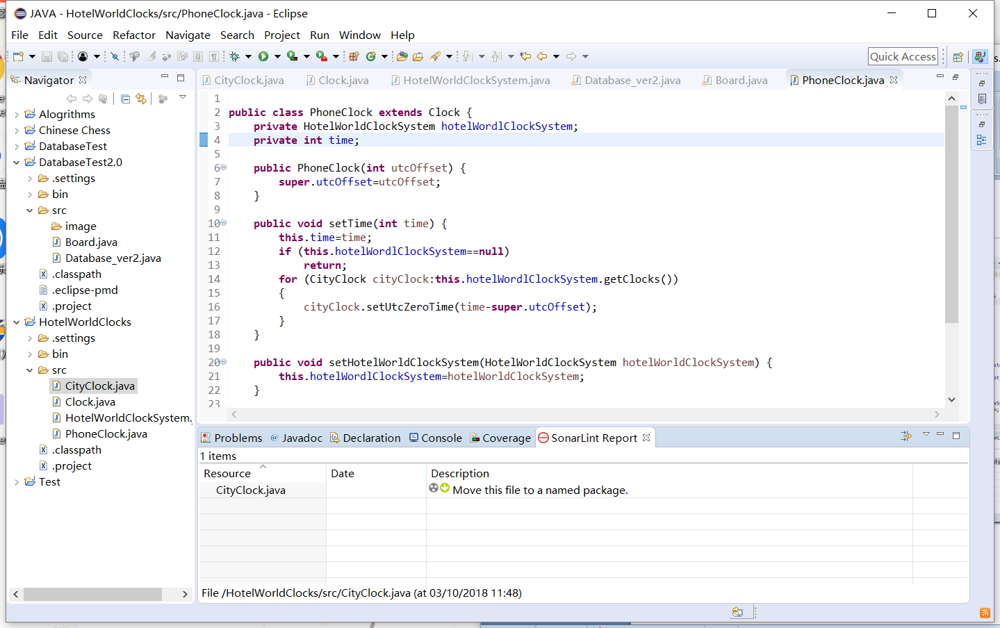 JAVA - HotelWorldClocks/src/PhoneClock.java - Eclipse
File Edit Source Refactor Navigate Search Project Run Window Help
Quick Access
Navigator
Alogrithms
Chinese Chess
DatabaseTest
DatabaseTest2.0
.settings
bin
src
image
Board.java
Database_ver2.java
.classpath
.eclipse-pmd
.project
HotelWorldClocks
.settings
bin
src
CityClock.java
Clock.java
HotelWorldClockSystem.
PhoneClock.java
.classpath
.project
Test
CityClock.java Clock.java HotelWorldClockSystem.java Database_ver2.java Board.java PhoneClock.java
1
2 public class PhoneClock extends Clock {
3 private HotelWorldClockSystem hotelWordlClockSystem;
4 private int time;
5
6 public PhoneClock(int utcOffset) {
7 super.utcOffset=utcOffset;
8 }
9
10 public void setTime(int time) {
11 this.time=time;
12 if (this.hotelWordlClockSystem==null)
13 return;
14 for (CityClock cityClock:this.hotelWordlClockSystem.getClocks())
15 {
16 cityClock.setUtcZeroTime(time-super.utcOffset);
17 }
18 }
19
20 public void setHotelWorldClockSystem(HotelWorldClockSystem hotelWorldClockSystem) {
21 this.hotelWordlClockSystem=hotelWorldClockSystem;
22 }
23
Problems @ Javadoc Declaration Console Coverage SonarLint Report
1 items
Resource Date Description
CityClock.java Move this file to a named package.
File /HotelWorldClocks/src/CityClock.java (at 03/10/2018 11:48)